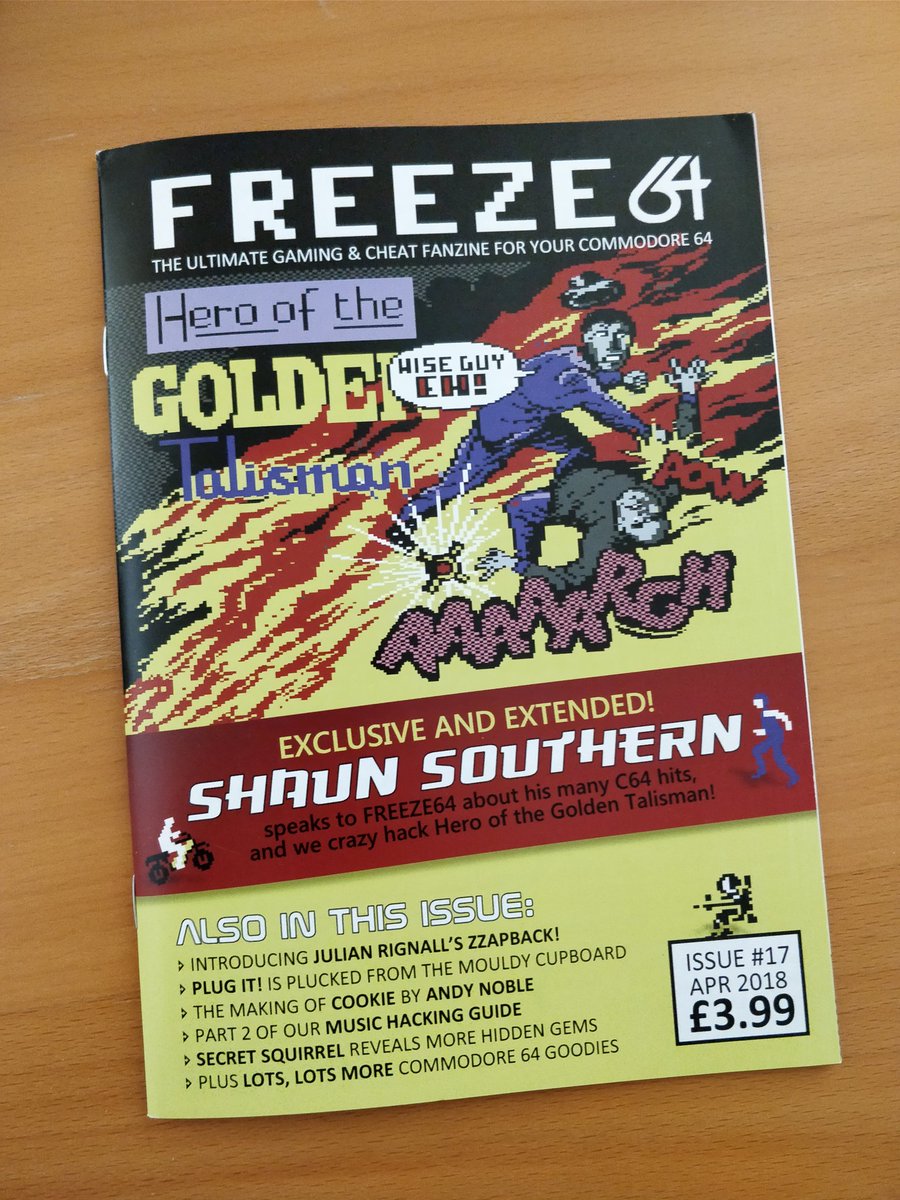 FREEZE 64
THE ULTIMATE GAMING & CHEAT FANZINE FOR YOUR COMMODORE 64
Hero of the
GOLDEN
Talisman
WISE GUY
EH!
POW
AAAAARGH
EXCLUSIVE AND EXTENDED!
SHAUN SOUTHERN
speaks to FREEZE64 about his many C64 hits,
and we crazy hack Hero of the Golden Talisman!
ALSO IN THIS ISSUE:
INTRODUCING JULIAN RIGNALL'S ZZAPBACK!
PLUG IT! IS PLUCKED FROM THE MOULDY CUPBOARD
THE MAKING OF COOKIE BY ANDY NOBLE
PART 2 OF OUR MUSIC HACKING GUIDE
SECRET SQUIRREL REVEALS MORE HIDDEN GEMS
PLUS LOTS, LOTS MORE COMMODORE 64 GOODIES
ISSUE #17
APR 2018
£3.99